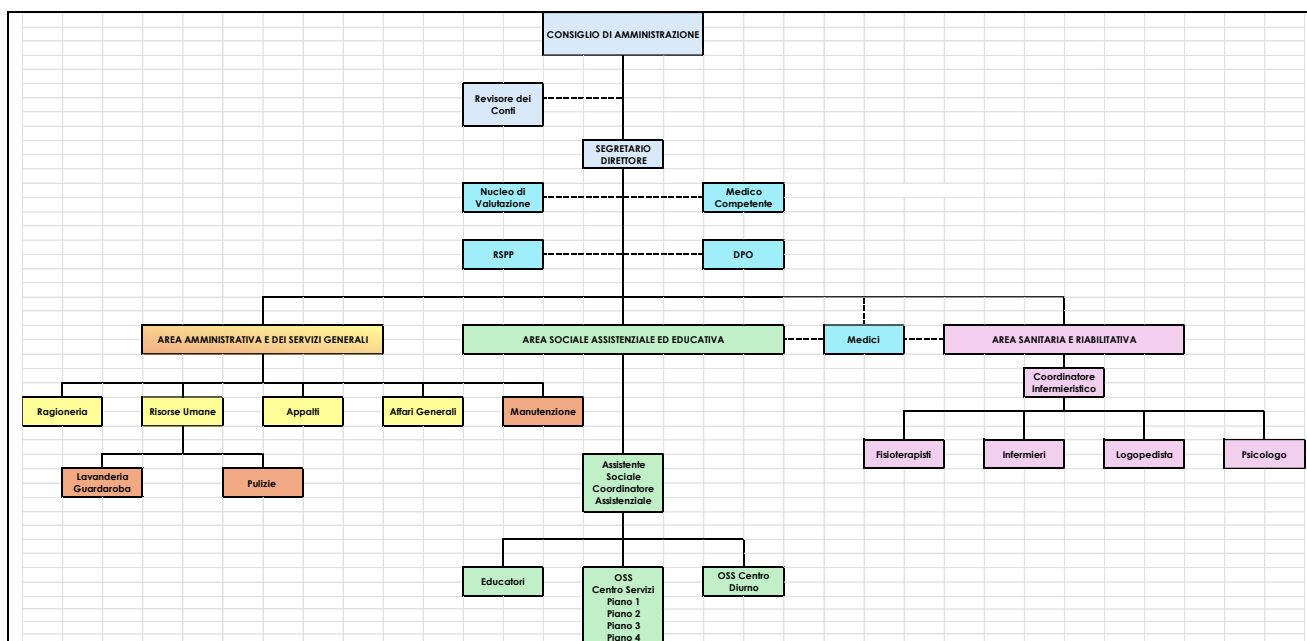 CONSIGLIO DI AMMINISTRAZIONE
Revisore dei
Conti
SEGRETARIO
DIRETTORE
Nucleo di
Valutazione
Medico
Competente
RSPP
DPO
AREA AMMINISTRATIVA E DEI SERVIZI GENERALI
AREA SOCIALE ASSISTENZIALE ED EDUCATIVA
Medici
AREA SANITARIA E RIABILITATIVA
Coordinatore
Infermieristico
Ragioneria
Risorse Umane
Appalti
Affari Generali
Manutenzione
Fisioterapisti
Infermieri
Logopedista
Psicologo
Lavanderia
Guardaroba
Pulizie
Assistente
Sociale
Coordinatore
Assistenziale
Educatori
OSS
Centro Servizi
Piano 1
Piano 2
Piano 3
Piano 4
OSS Centro
Diurno